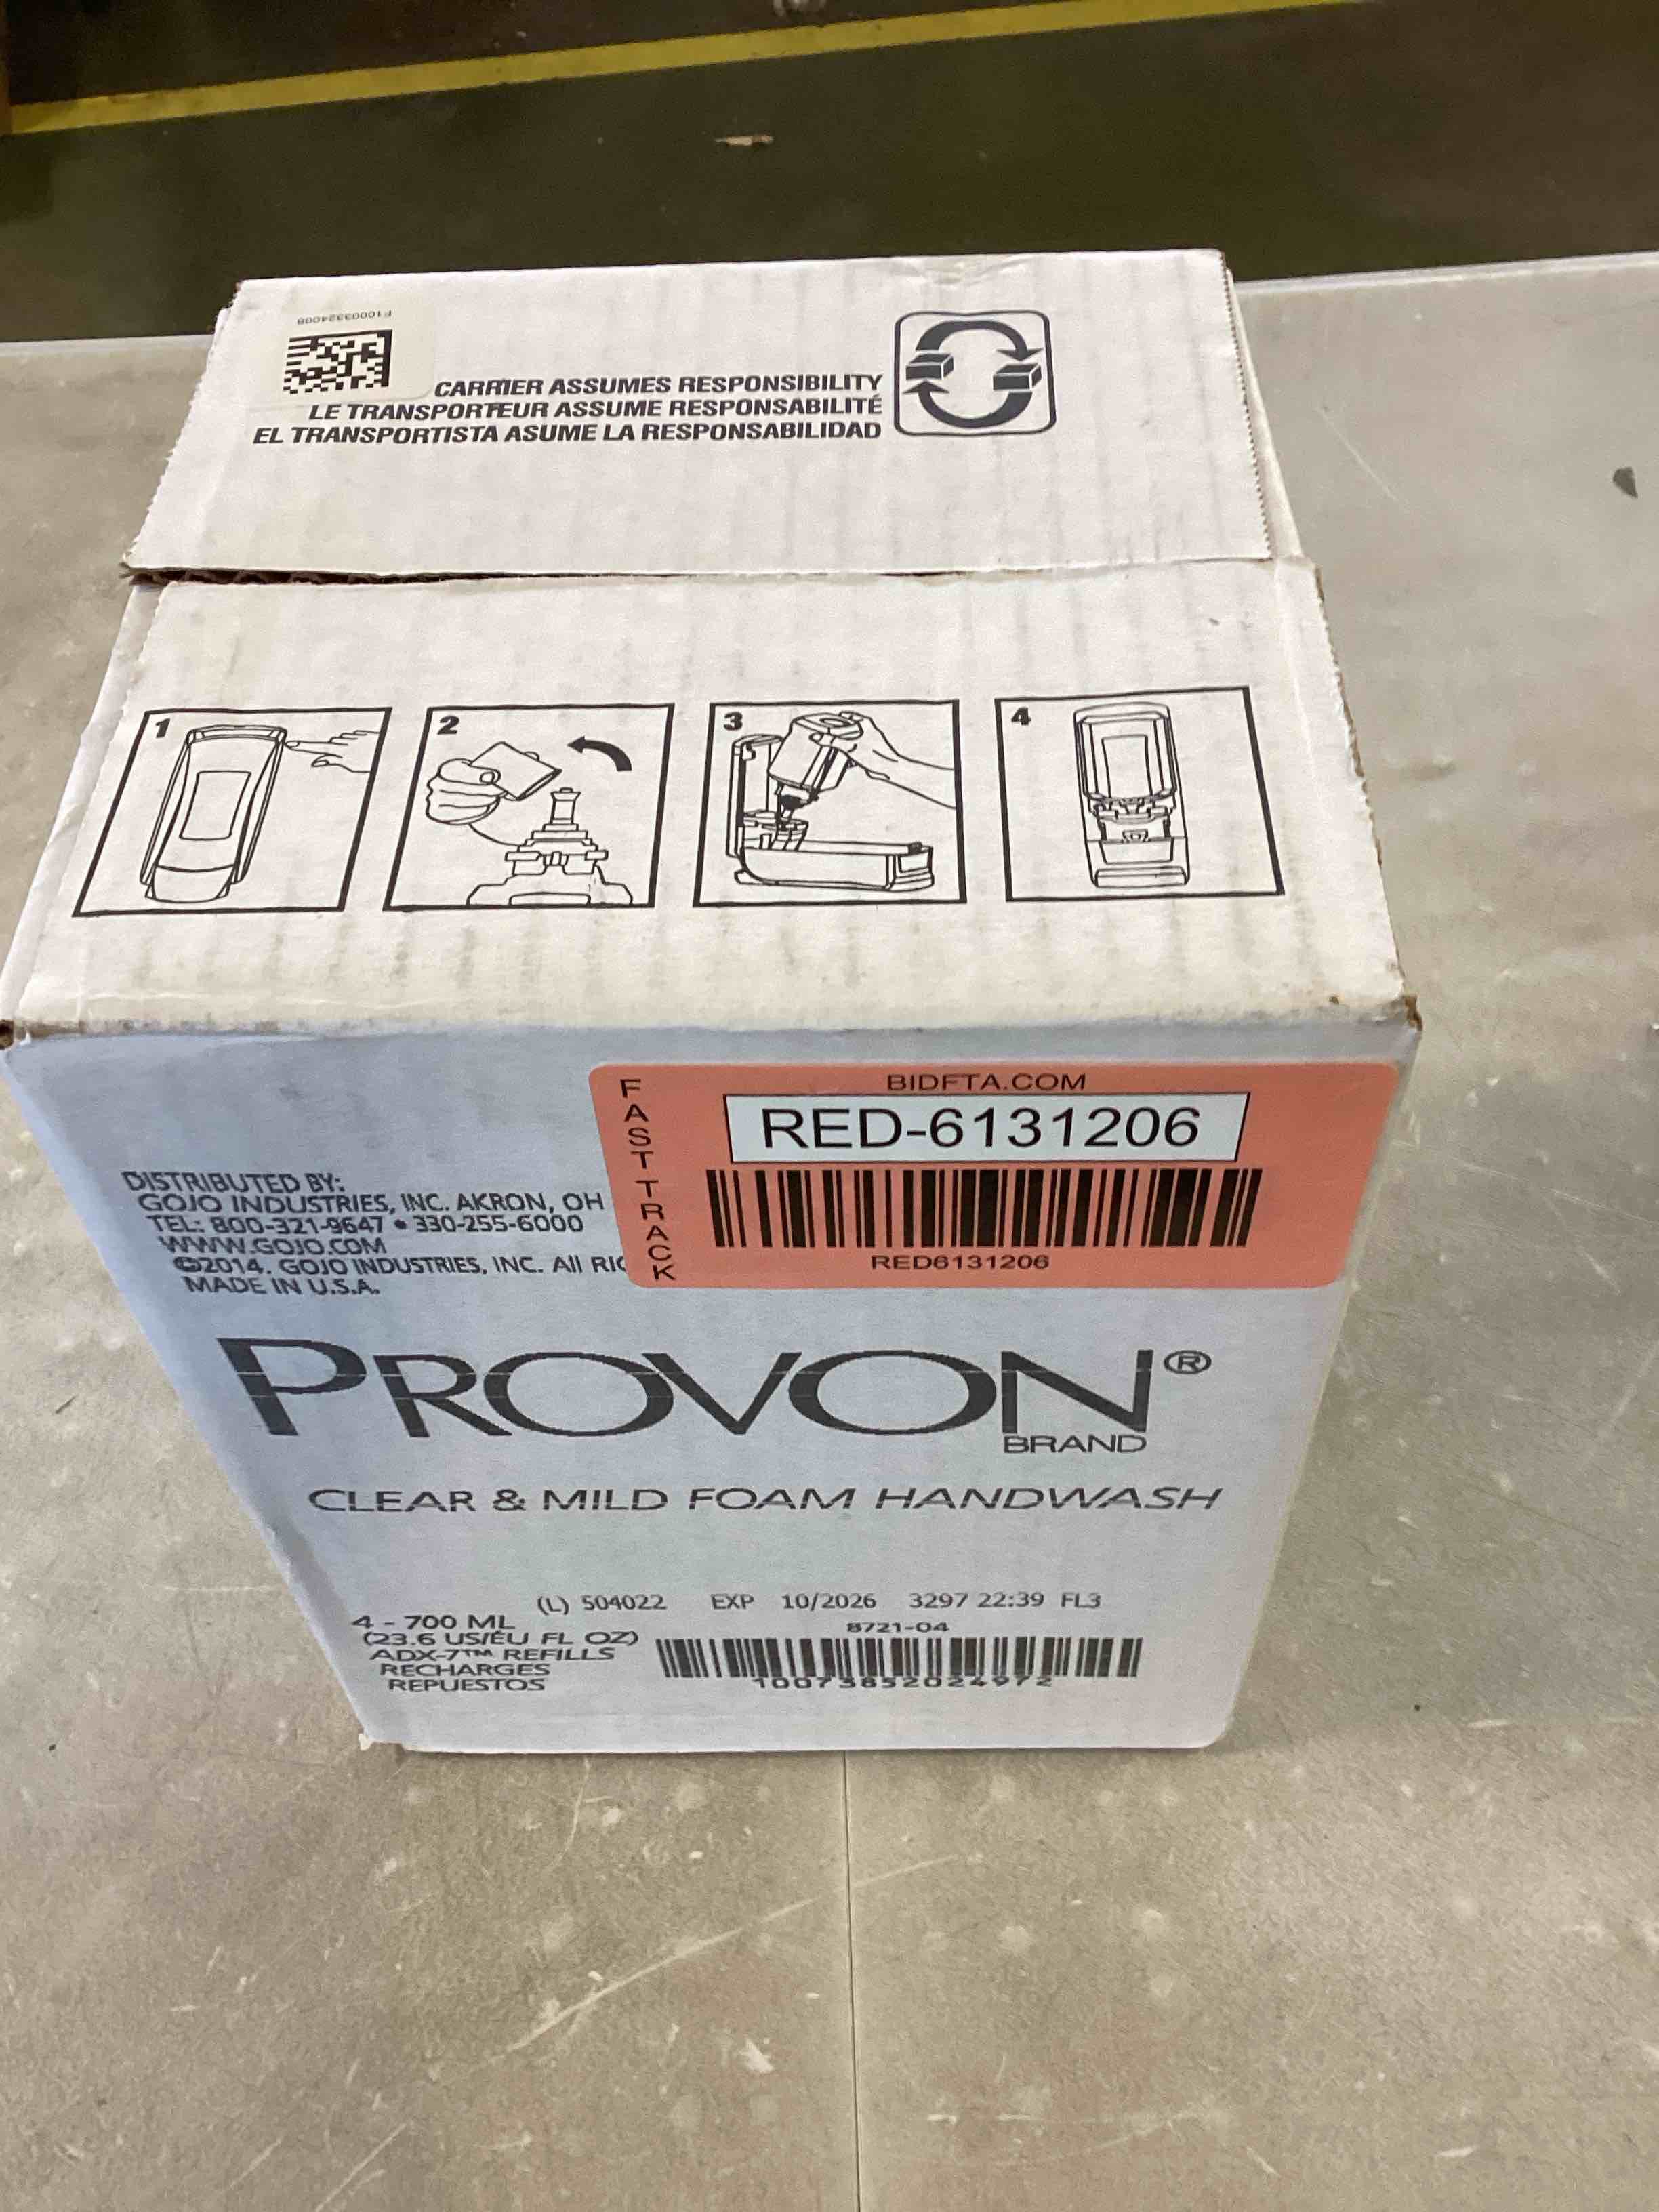 F10003324008
CARRIER ASSUMES RESPONSIBILITY
LE TRANSPORTEUR ASSUME RESPONSABILITÉ
EL TRANSPORTISTA ASUME LA RESPONSABILIDAD
1
2
3
4
FAST TRACK
BIDFTA.COM
RED-6131206
RED6131206
DISTRIBUTED BY:
GOJO INDUSTRIES, INC. AKRON, OH
TEL: 800-321-9647 • 330-255-6000
WWW.GOJO.COM
©2014. GOJO INDUSTRIES, INC. All RIG
MADE IN U.S.A.
PROVON®
BRAND
CLEAR & MILD FOAM HANDWASH
(L) 504022 EXP 10/2026 3297 22:39 FL3
4 - 700 ML
(23.6 US/ÉU FL OZ)
ADX-7™ REFILLS
RECHARGES
REPUESTOS
8721-04
10073852024972